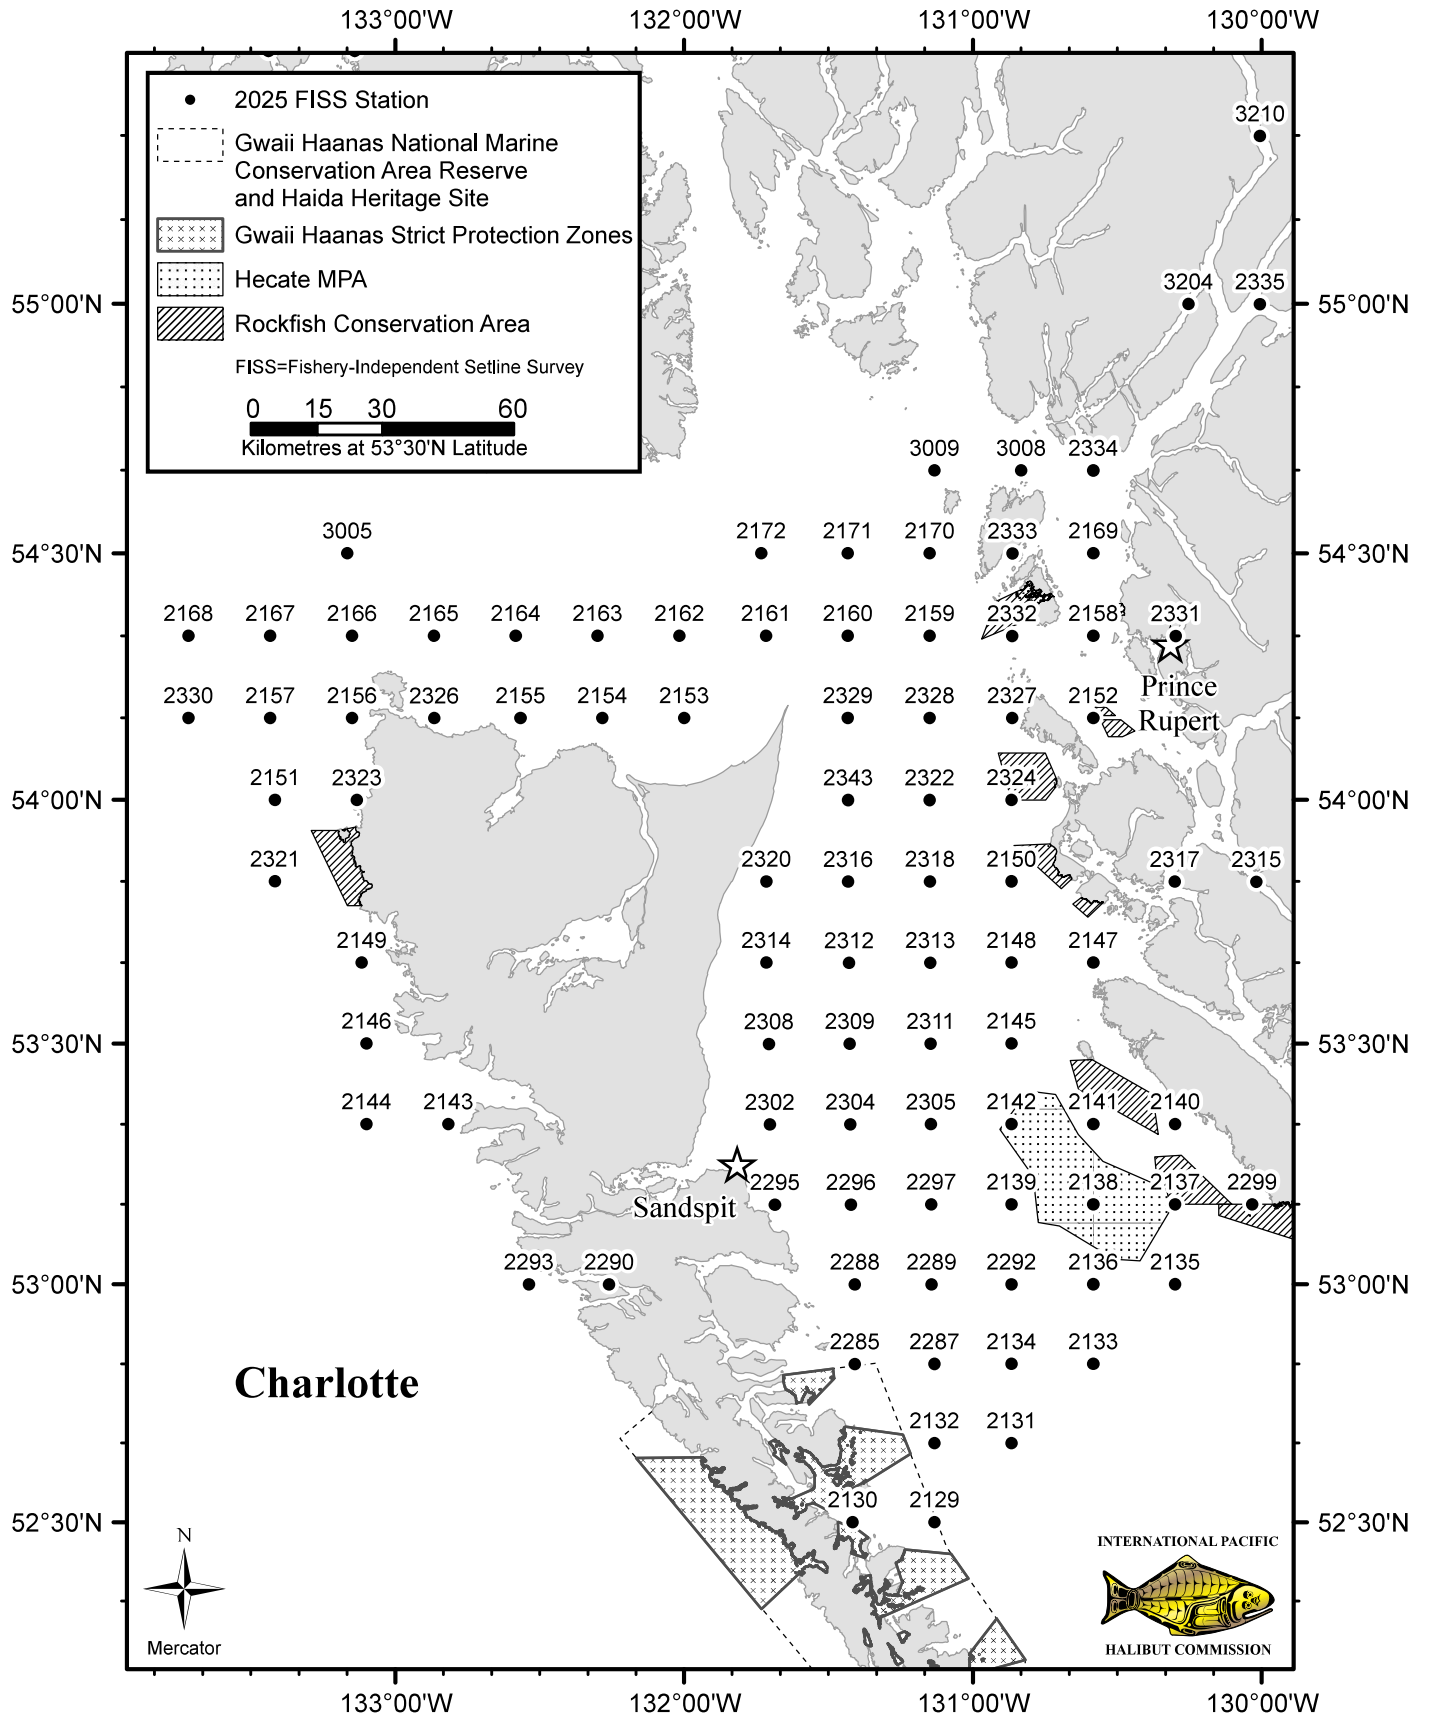 133°00'W 132°00'W 131°00'W 130°00'W
2025 FISS Station
Gwaii Haanas National Marine
Conservation Area Reserve
and Haida Heritage Site
Gwaii Haanas Strict Protection Zones
Hecate MPA
Rockfish Conservation Area
FISS=Fishery-Independent Setline Survey
0 15 30 60
Kilometres at 53°30'N Latitude
3210
3204 2335
55°00'N 55°00'N
3009 3008 2334
3005 2172 2171 2170 2333 2169
54°30'N 54°30'N
2168 2167 2166 2165 2164 2163 2162 2161 2160 2159 2332 2158 2331
Prince
Rupert
2330 2157 2156 2326 2155 2154 2153 2329 2328 2327 2152
2151 2323 2343 2322 2324
54°00'N 54°00'N
2321 2320 2316 2318 2150 2317 2315
2149 2314 2312 2313 2148 2147
2146 2308 2309 2311 2145
53°30'N 53°30'N
2144 2143 2302 2304 2305 2142 2141 2140
2295 2296 2297 2139 2138 2137 2299
Sandspit
2293 2290 2288 2289 2292 2136 2135
53°00'N 53°00'N
2285 2287 2134 2133
Charlotte
2132 2131
2130 2129
52°30'N 52°30'N
N
Mercator
INTERNATIONAL PACIFIC
HALIBUT COMMISSION
133°00'W 132°00'W 131°00'W 130°00'W